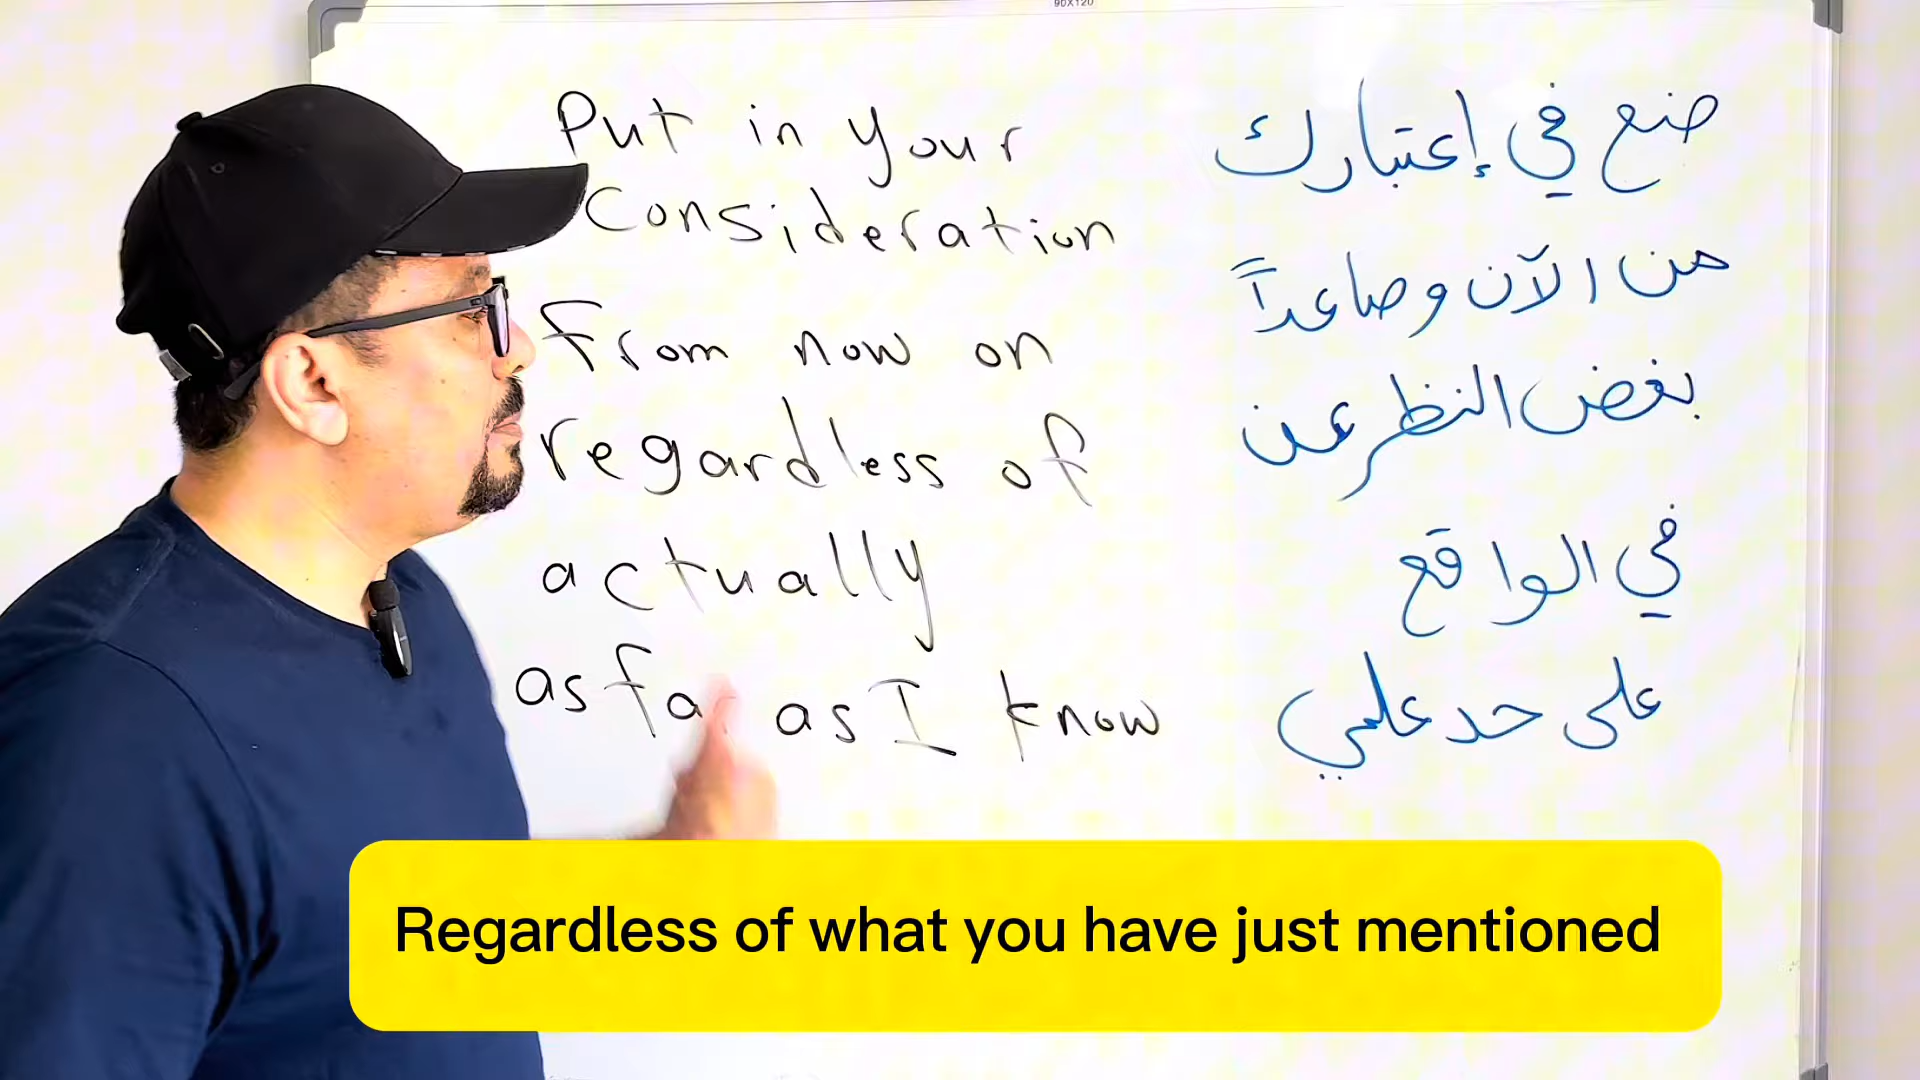 90X120
Put in your
Consideration
ضع في إعتبارك
from now on
من الآن وصاعداً
regardless of
بغض النظر عن
actually
في الواقع
as far as I know
على حد علمي
Regardless of what you have just mentioned